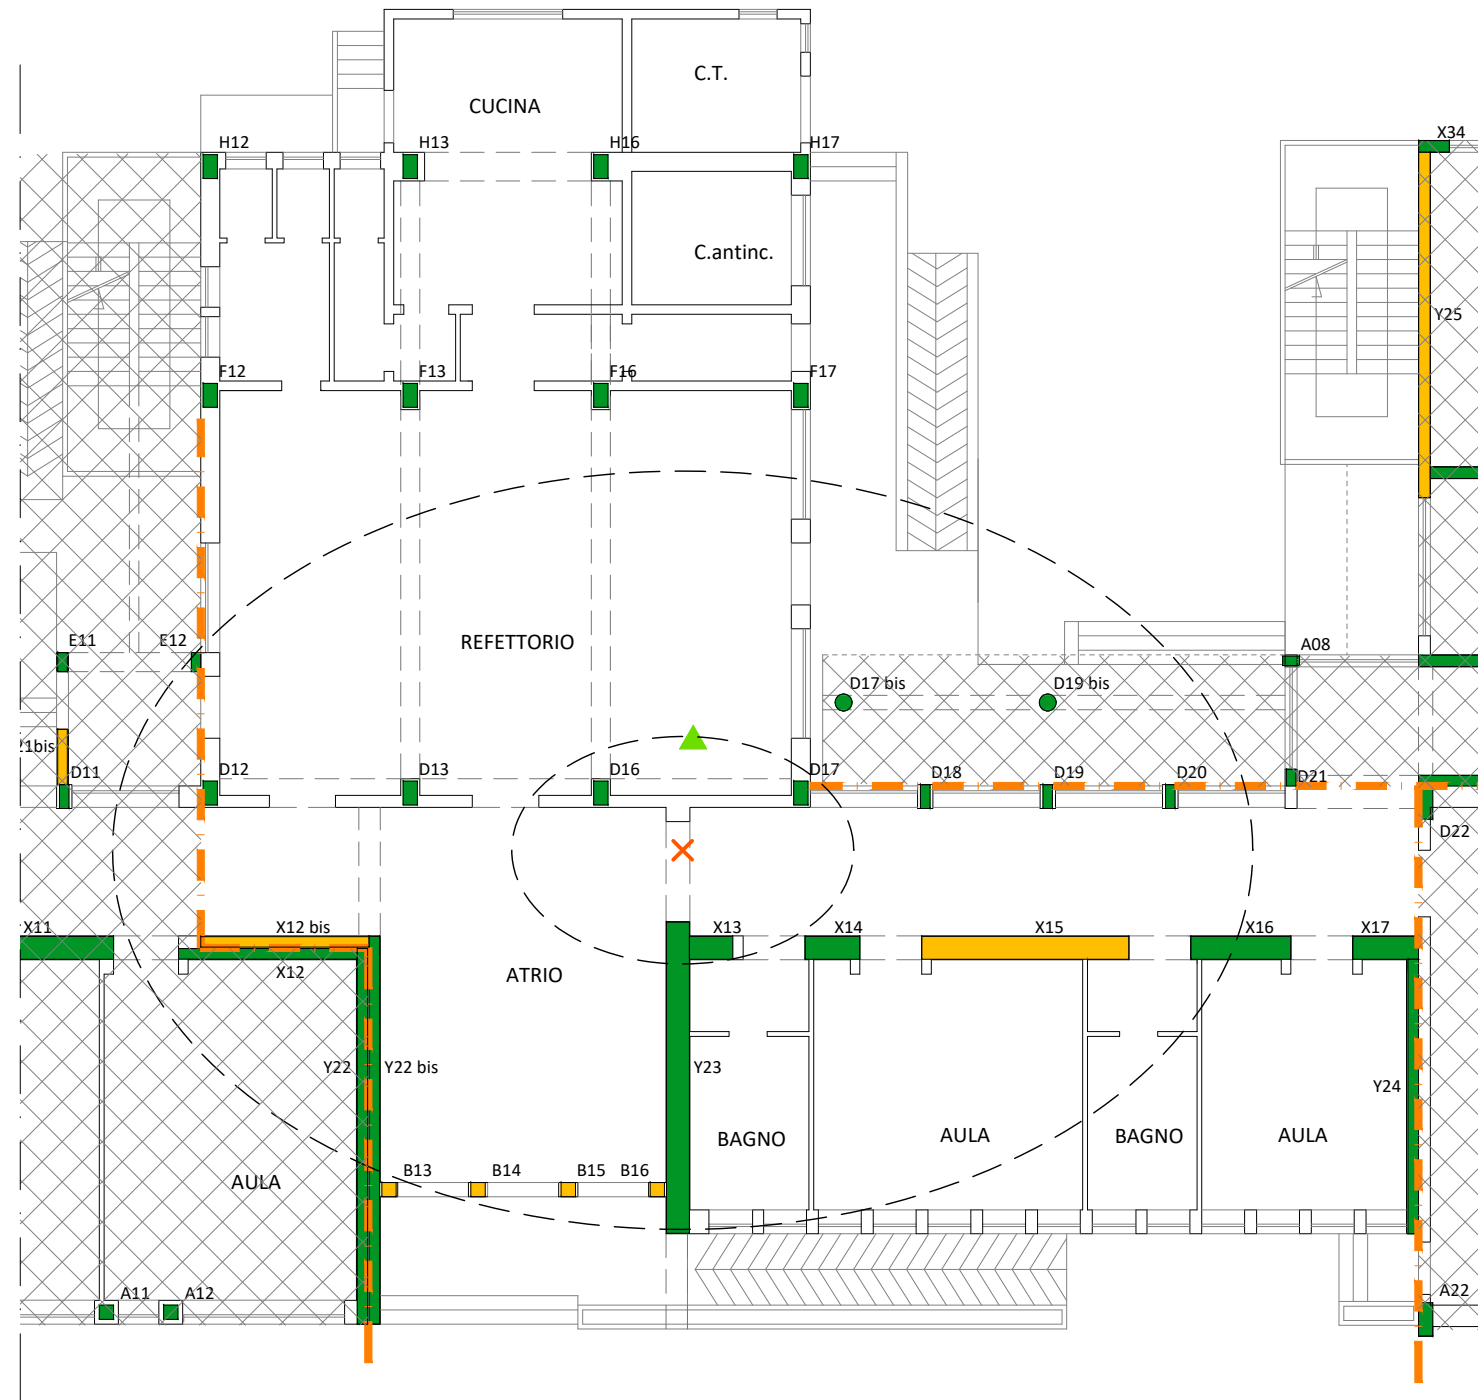 C.T.
CUCINA
X34
H12
H13
H16
H17
C.antinc.
Y25
F12
F13
F16
F17
E11
E12
REFETTORIO
A08
D17 bis
D19 bis
21bis
D11
D12
D13
D16
D17
D18
D19
D20
D21
D22
X11
X12 bis
X13
X14
X15
X16
X17
X12
ATRIO
Y22
Y22 bis
Y23
Y24
BAGNO
AULA
BAGNO
AULA
B13
B14
B15
B16
AULA
A11
A12
A22